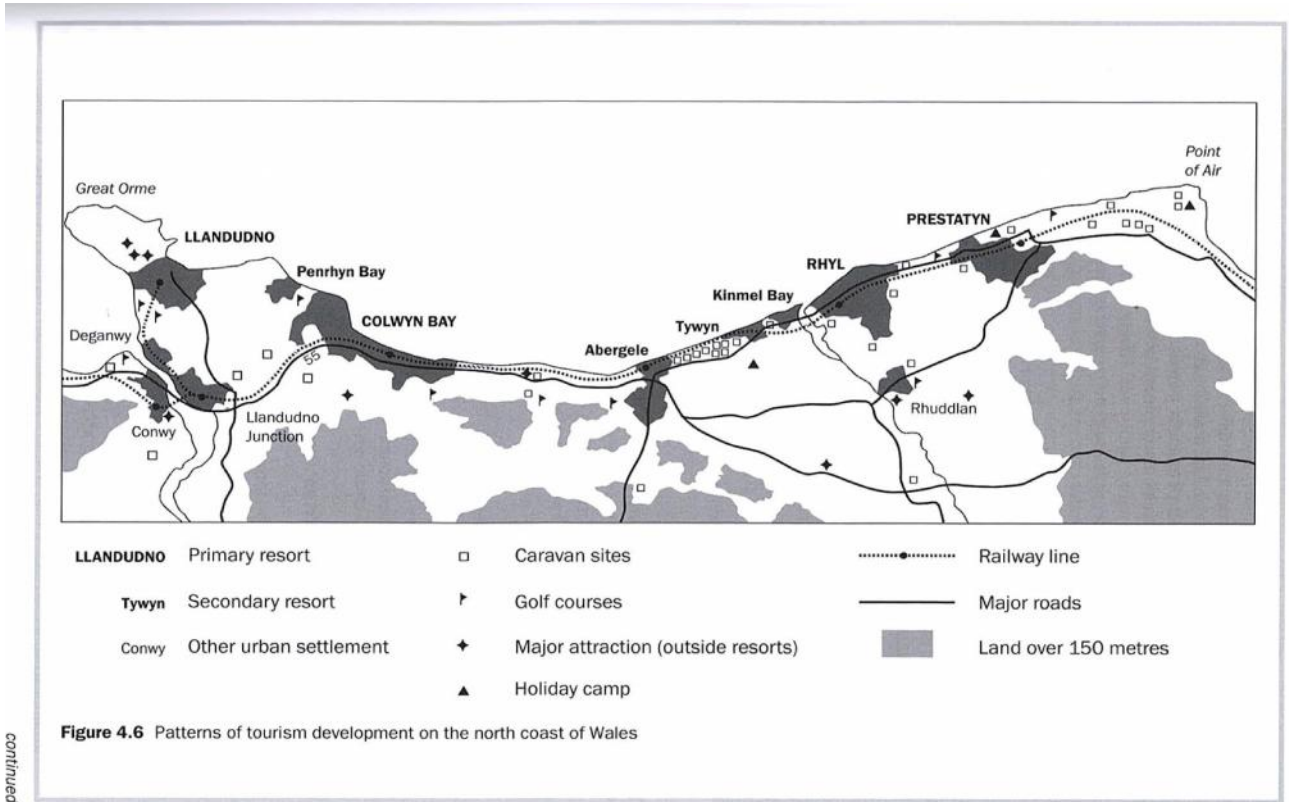 Point
of Air
Great Orme
PRESTATYN
LLANDUDNO
RHYL
Penrhyn Bay
Kinmel Bay
COLWYN BAY
Tywyn
Deganwy
Abergele
55
Rhuddlan
Conwy
Llandudno
Junction
LLANDUDNO Primary resort
Caravan sites
Railway line
Tywyn Secondary resort
Golf courses
Major roads
Conwy Other urban settlement
Major attraction (outside resorts)
Land over 150 metres
Holiday camp
Figure 4.6 Patterns of tourism development on the north coast of Wales
continued